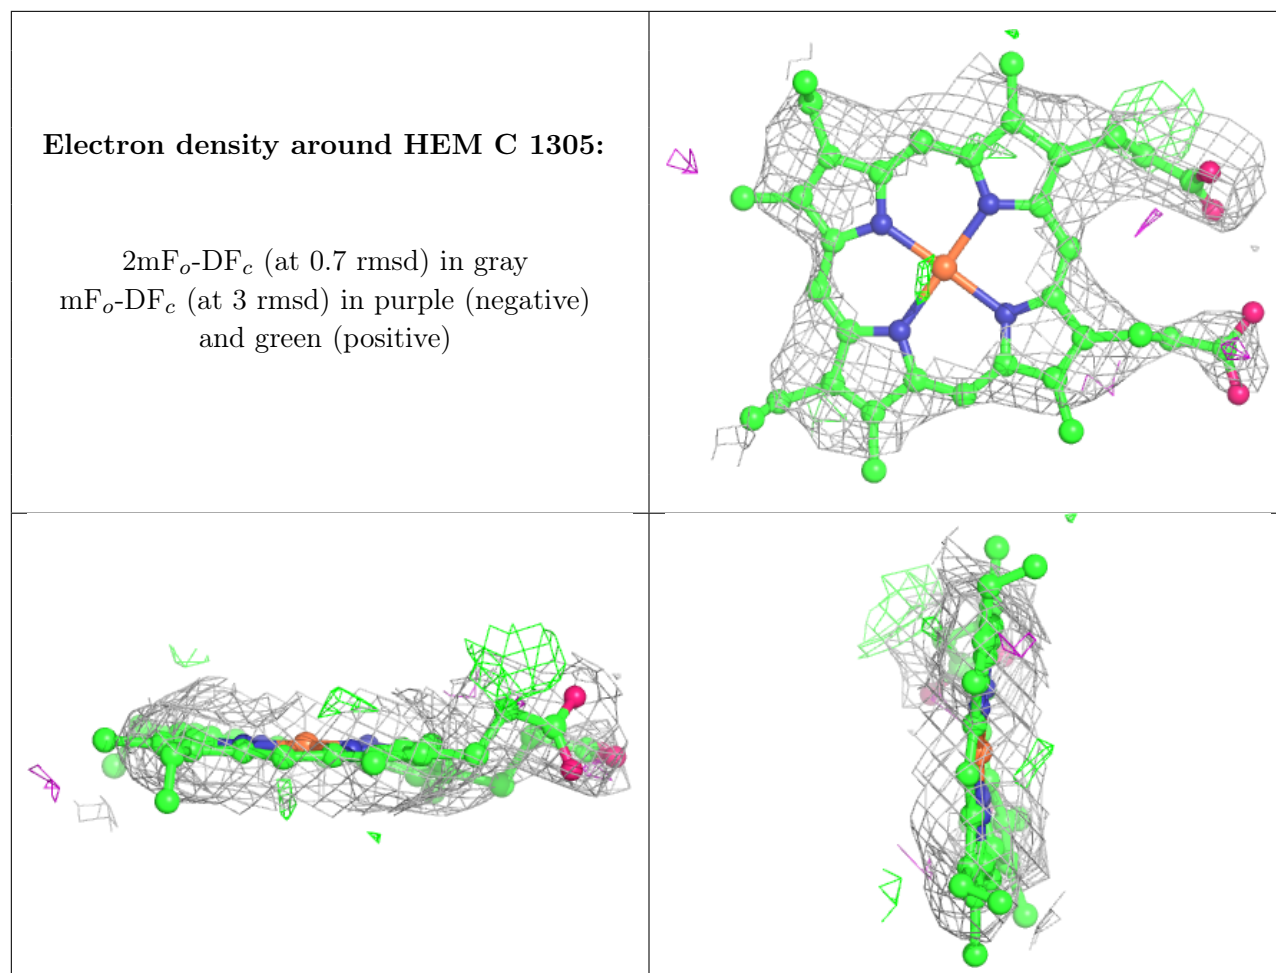 Electron density around HEM C 1305:
2mFₒ-DF𝒸 (at 0.7 rmsd) in gray
mFₒ-DF𝒸 (at 3 rmsd) in purple (negative)
and green (positive)